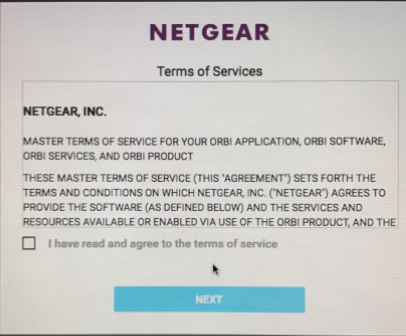 NETGEAR
Terms of Services
NETGEAR, INC.
MASTER TERMS OF SERVICE FOR YOUR ORBI APPLICATION, ORBI SOFTWARE,
ORBI SERVICES, AND ORBI PRODUCT
THESE MASTER TERMS OF SERVICE (THIS "AGREEMENT") SETS FORTH THE
TERMS AND CONDITIONS ON WHICH NETGEAR, INC. ("NETGEAR") AGREES TO
PROVIDE THE SOFTWARE (AS DEFINED BELOW) AND THE SERVICES AND
RESOURCES AVAILABLE OR ENABLED VIA USE OF THE ORBI PRODUCT, AND THE
I have read and agree to the terms of service
NEXT